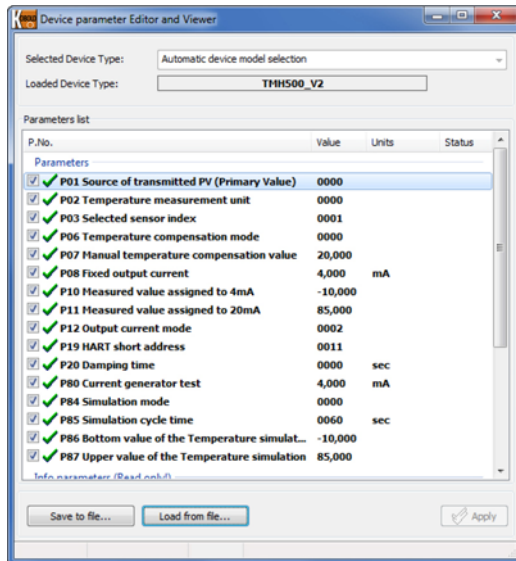 KOBOLD Device parameter Editor and Viewer
Selected Device Type: Automatic device model selection
Loaded Device Type: TMH500_V2
Parameters list
P.No. Value Units Status
Parameters
P01 Source of transmitted PV (Primary Value) 0000
P02 Temperature measurement unit 0000
P03 Selected sensor index 0001
P06 Temperature compensation mode 0000
P07 Manual temperature compensation value 20,000
P08 Fixed output current 4,000 mA
P10 Measured value assigned to 4mA -10,000
P11 Measured value assigned to 20mA 85,000
P12 Output current mode 0002
P19 HART short address 0011
P20 Damping time 0000 sec
P80 Current generator test 4,000 mA
P84 Simulation mode 0000
P85 Simulation cycle time 0060 sec
P86 Bottom value of the Temperature simulat... -10,000
P87 Upper value of the Temperature simulation 85,000
Info parameters (Read only!)
Save to file... Load from file... Apply